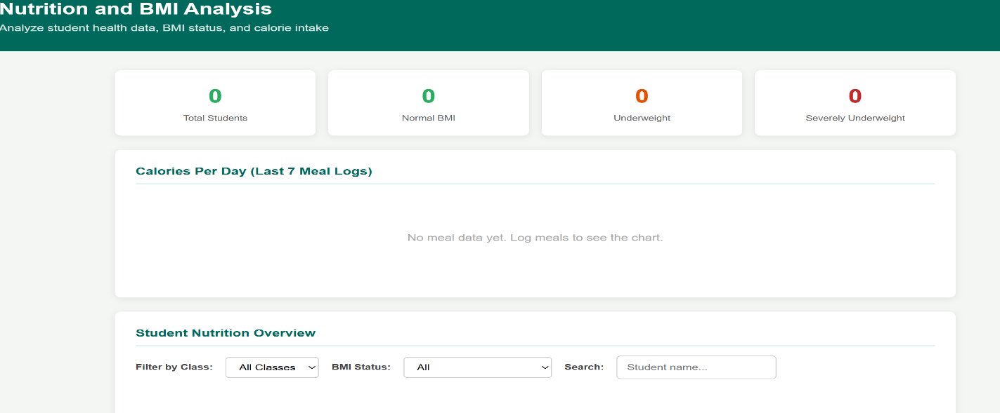 Nutrition and BMI Analysis
Analyze student health data, BMI status, and calorie intake
0 0 0 0
Total Students Normal BMI Underweight Severely Underweight
Calories Per Day (Last 7 Meal Logs)
No meal data yet. Log meals to see the chart.
Student Nutrition Overview
Filter by Class: All Classes BMI Status: All Search: Student name...